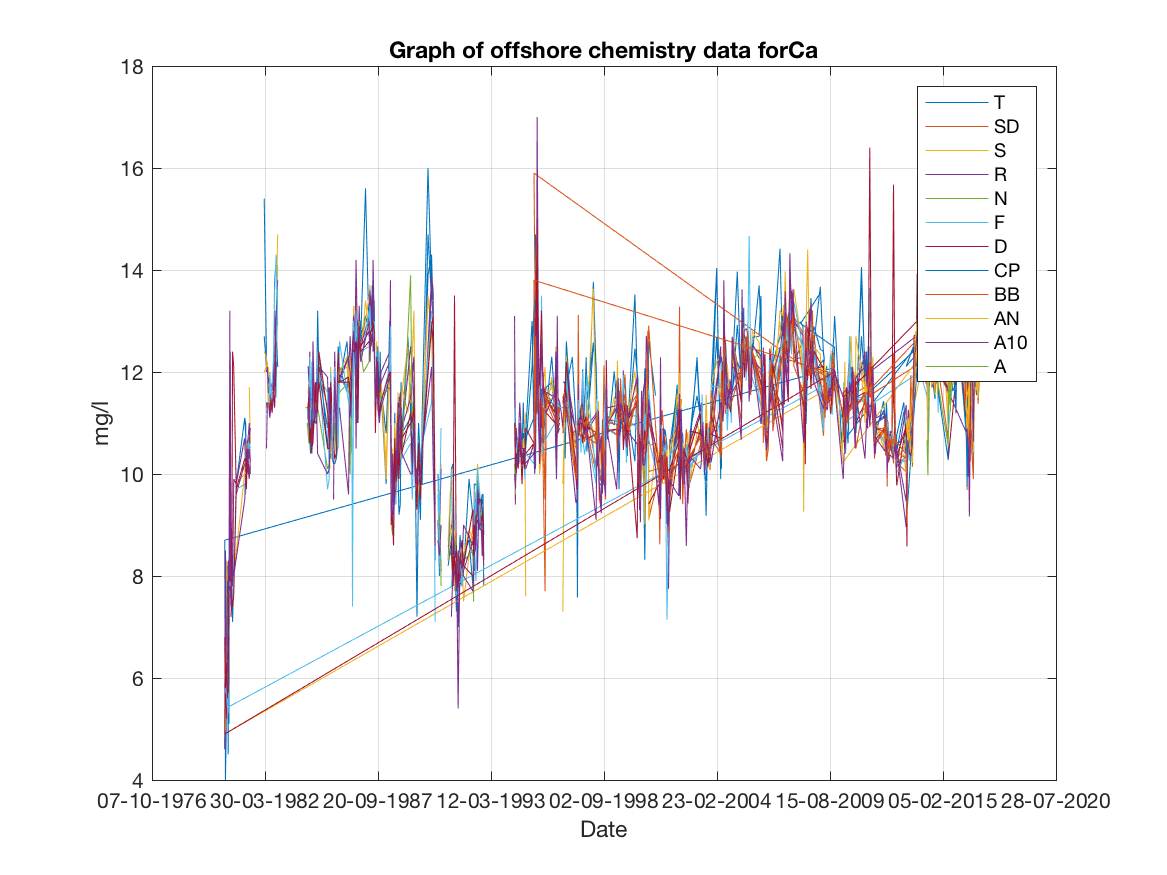 Graph of offshore chemistry data forCa
18
16
14
12
10
8
6
4
mg/l
T
SD
S
R
N
F
D
CP
BB
AN
A10
A
07-10-1976 30-03-1982 20-09-1987 12-03-1993 02-09-1998 23-02-2004 15-08-2009 05-02-2015 28-07-2020
Date